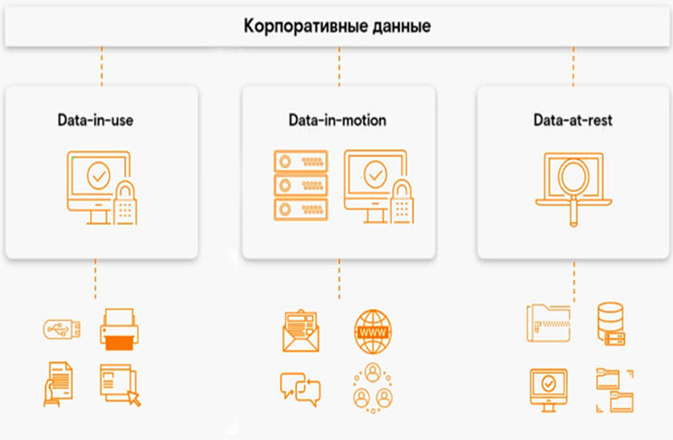 Корпоративные данные
Data-in-use
Data-in-motion
Data-at-rest
WWW